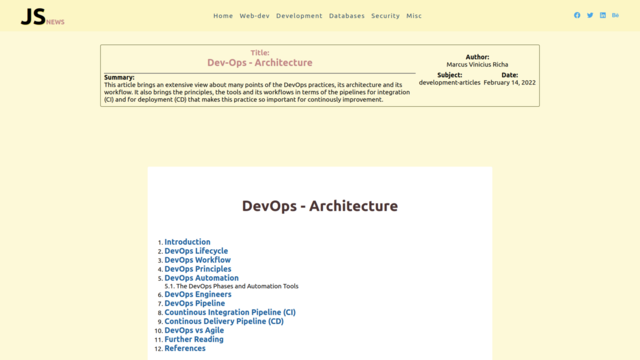 JS NEWS
Home Web-dev Development Databases Security Misc
Title:
Dev-Ops - Architecture
Summary:
This article brings an extensive view about many points of the DevOps practices, its architecture and its
workflow. It also brings the principles, the tools and its workflows in terms of the pipelines for integration
(CI) and for deployment (CD) that makes this practice so important for continously improvement.
Author:
Marcus Vinicius Richa
Subject:
development-articles
Date:
February 14, 2022
DevOps - Architecture
1. Introduction
2. DevOps Lifecycle
3. DevOps Workflow
4. DevOps Principles
5. DevOps Automation
5.1. The DevOps Phases and Automation Tools
6. DevOps Engineers
7. DevOps Pipeline
8. Countinous Integration Pipeline (CI)
9. Continous Delivery Pipeline (CD)
10. DevOps vs Agile
11. Further Reading
12. References